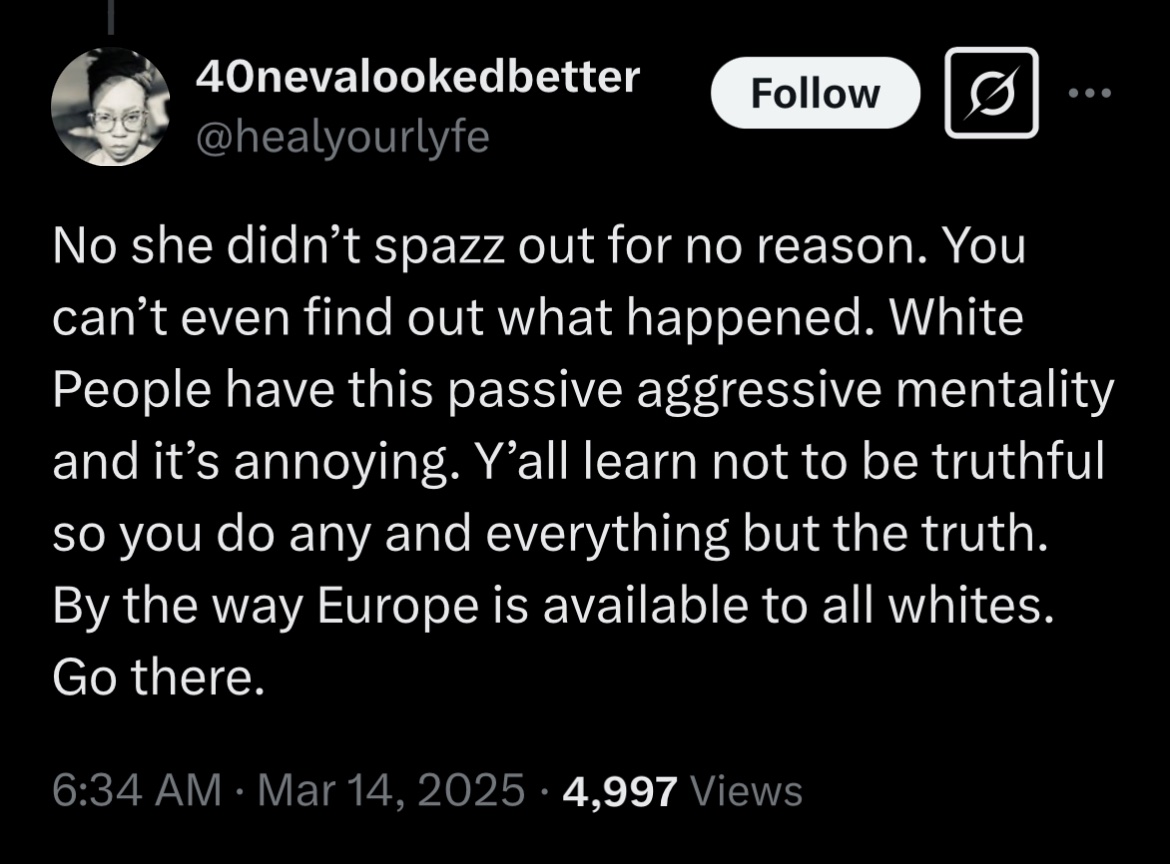 40nevalookedbetter
Follow
@healyourlyfe
No she didn’t spazz out for no reason. You
can’t even find out what happened. White
People have this passive aggressive mentality
and it’s annoying. Y’all learn not to be truthful
so you do any and everything but the truth.
By the way Europe is available to all whites.
Go there.
6:34 AM · Mar 14, 2025 · 4,997 Views